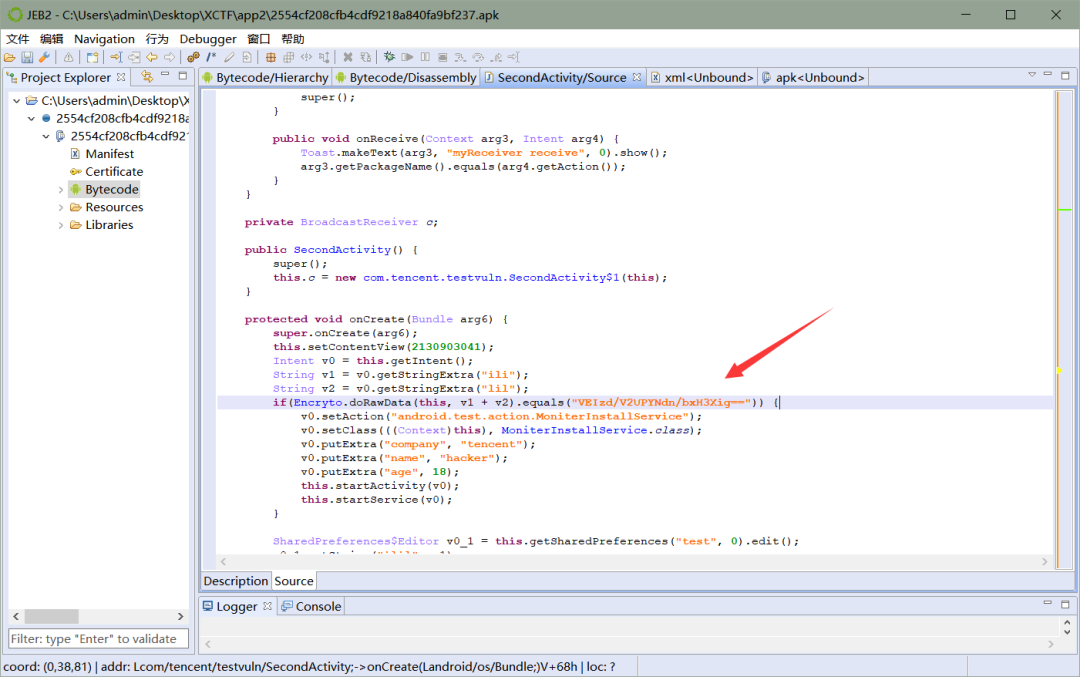 JEB2 - C:\Users\admin\Desktop\XCTF\app2\2554cf208cfb4cdf9218a840fa9bf237.apk
文件 编辑 Navigation 行为 Debugger 窗口 帮助
Project Explorer
Bytecode/Hierarchy Bytecode/Disassembly SecondActivity/Source xml<Unbound> apk<Unbound>
C:\Users\admin\Desktop\X
2554cf208cfb4cdf9218a
2554cf208cfb4cdf921
Manifest
Certificate
Bytecode
Resources
Libraries
Filter: type "Enter" to validate
super();
}
public void onReceive(Context arg3, Intent arg4) {
Toast.makeText(arg3, "myReceiver receive", 0).show();
arg3.getPackageName().equals(arg4.getAction());
}
}
private BroadcastReceiver c;
public SecondActivity() {
super();
this.c = new com.tencent.testvuln.SecondActivity$1(this);
}
protected void onCreate(Bundle arg6) {
super.onCreate(arg6);
this.setContentView(2130903041);
Intent v0 = this.getIntent();
String v1 = v0.getStringExtra("ili");
String v2 = v0.getStringExtra("lil");
if(Encryto.doRawData(this, v1 + v2).equals("VEIzd/V2UPYNdn/bxH3Xig==")) {
v0.setAction("android.test.action.MoniterInstallService");
v0.setClass(((Context)this), MoniterInstallService.class);
v0.putExtra("company", "tencent");
v0.putExtra("name", "hacker");
v0.putExtra("age", 18);
this.startActivity(v0);
this.startService(v0);
}
SharedPreferences$Editor v0_1 = this.getSharedPreferences("test", 0).edit();
Description Source
Logger Console
coord: (0,38,81) | addr: Lcom/tencent/testvuln/SecondActivity;->onCreate(Landroid/os/Bundle;)V+68h | loc: ?